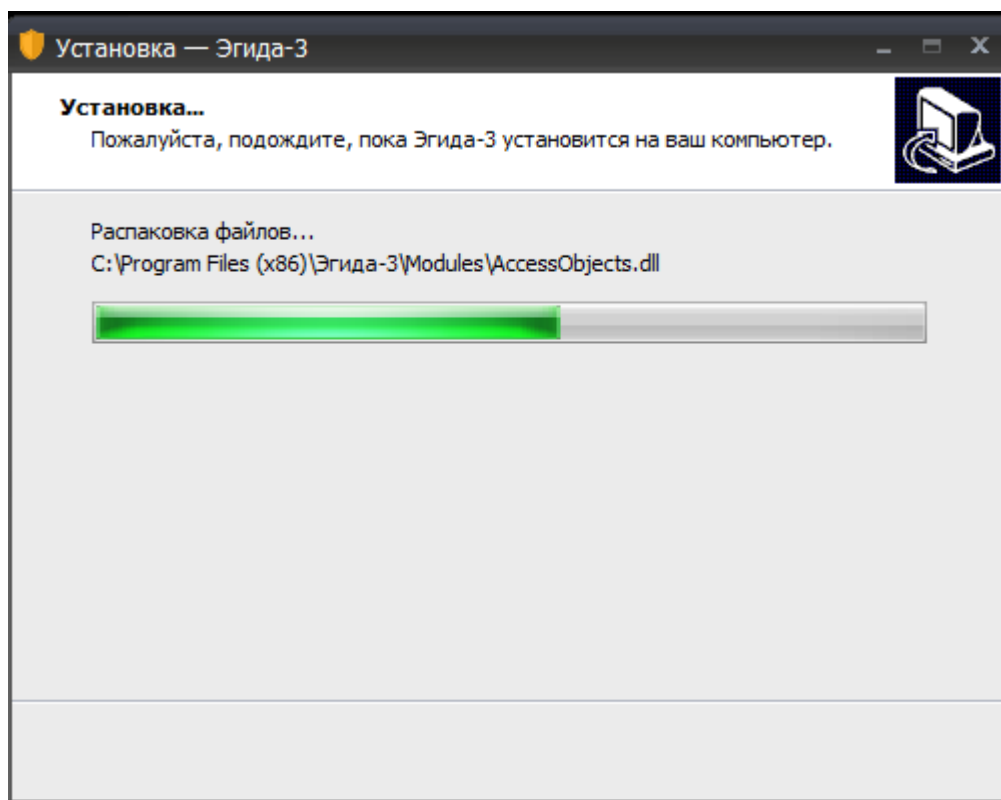 Установка — Эгида-3
Установка...
Пожалуйста, подождите, пока Эгида-3 установится на ваш компьютер.
Распаковка файлов...
C:\Program Files (x86)\Эгида-3\Modules\AccessObjects.dll